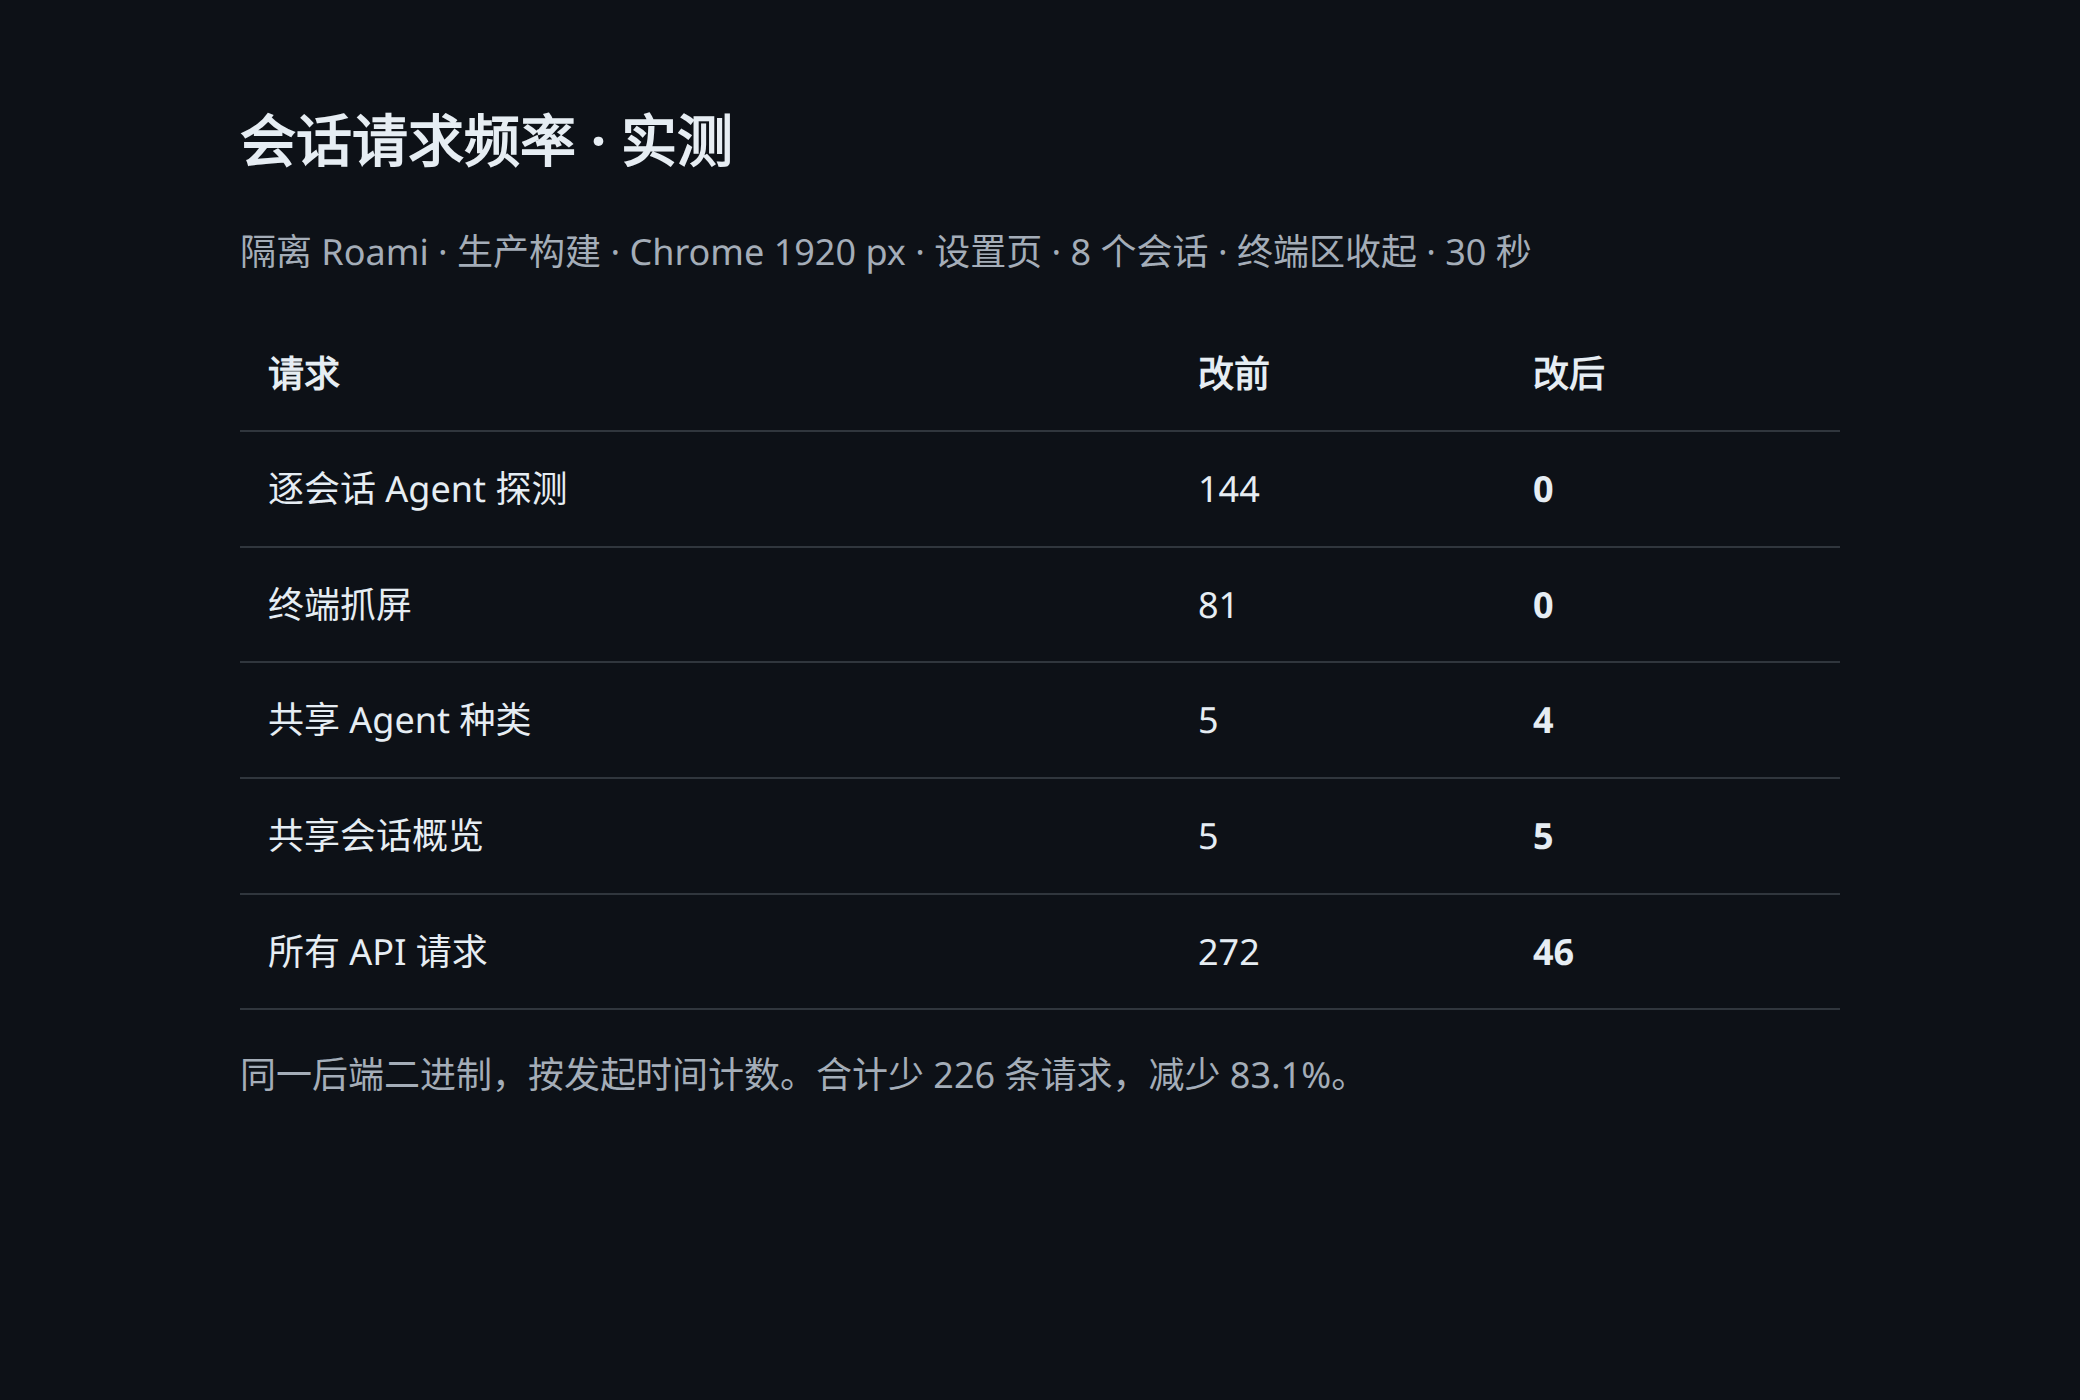 会话请求频率 · 实测
隔离 Roami · 生产构建 · Chrome 1920 px · 设置页 · 8 个会话 · 终端区收起 · 30 秒
请求 改前 改后
逐会话 Agent 探测 144 0
终端抓屏 81 0
共享 Agent 种类 5 4
共享会话概览 5 5
所有 API 请求 272 46
同一后端二进制，按发起时间计数。合计少 226 条请求，减少 83.1%。